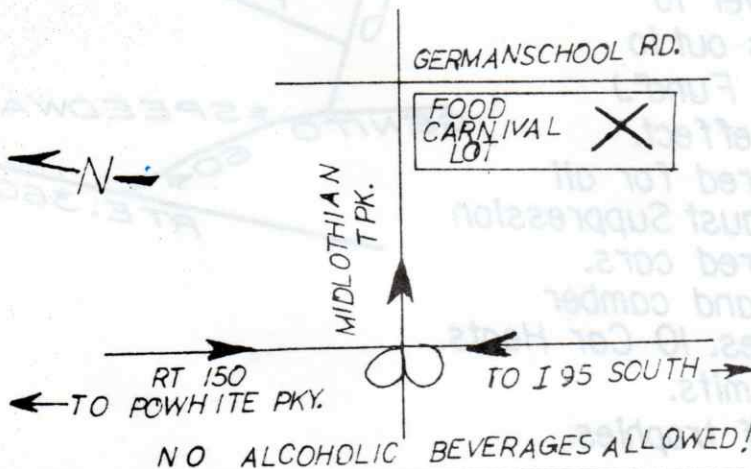 GERMANSCHOOL RD.
FOOD
CARNIVAL
LOT
N
MIDLOTHIAN
TPK.
RT 150
TO I 95 SOUTH
TO POWHITE PKY.
NO ALCOHOLIC BEVERAGES ALLOWED!